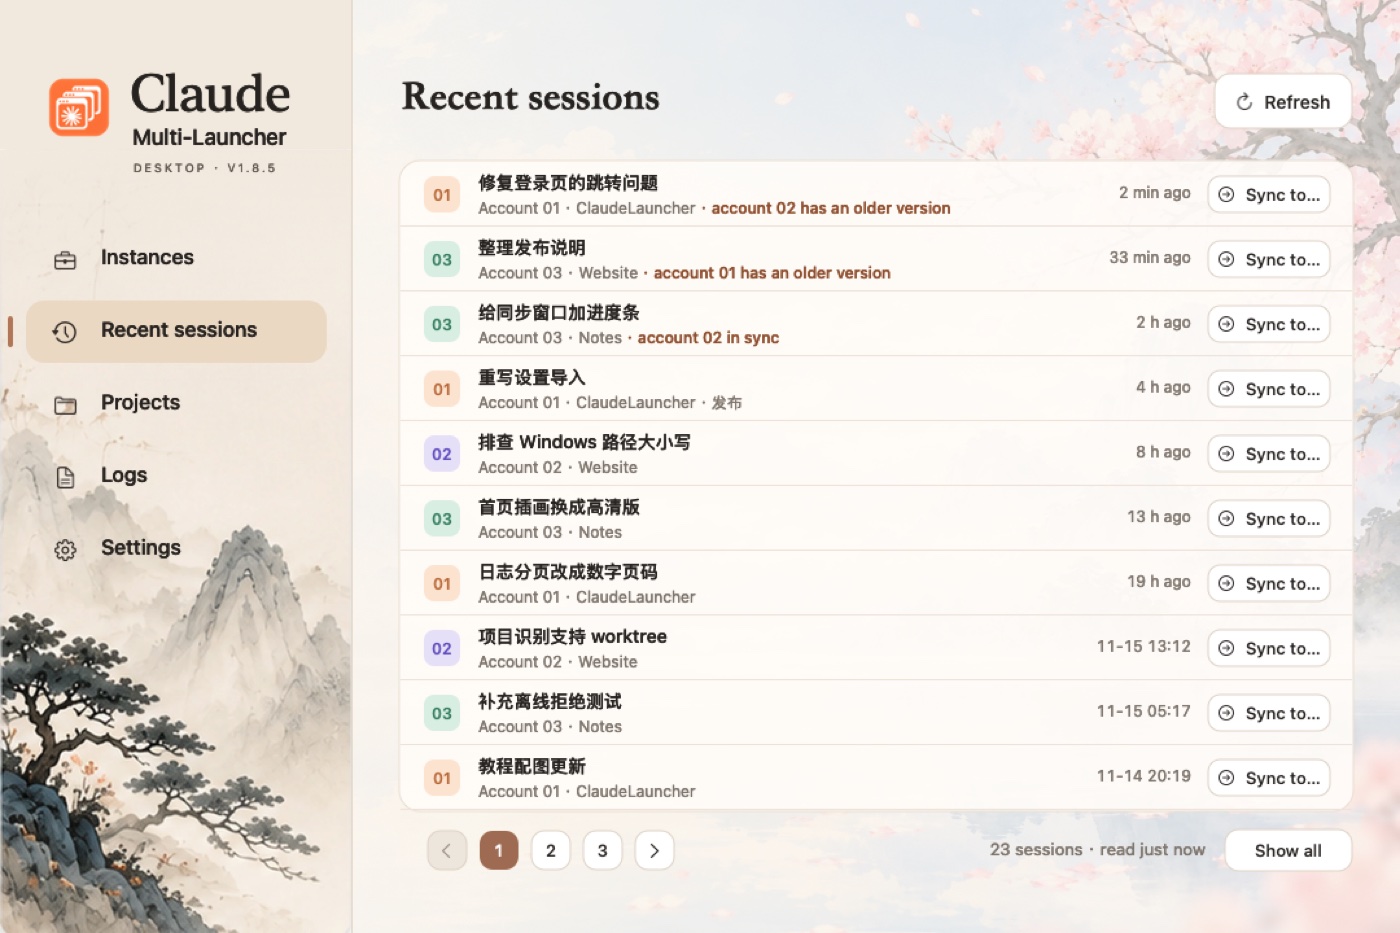 Claude
Multi-Launcher
DESKTOP · V1.8.5
Instances
Recent sessions
Projects
Logs
Settings
Recent sessions
Refresh
01
修复登录页的跳转问题
Account 01 · ClaudeLauncher · account 02 has an older version
2 min ago
Sync to...
03
整理发布说明
Account 03 · Website · account 01 has an older version
33 min ago
Sync to...
03
给同步窗口加进度条
Account 03 · Notes · account 02 in sync
2 h ago
Sync to...
01
重写设置导入
Account 01 · ClaudeLauncher · 发布
4 h ago
Sync to...
02
排查 Windows 路径大小写
Account 02 · Website
8 h ago
Sync to...
03
首页插画换成高清版
Account 03 · Notes
13 h ago
Sync to...
01
日志分页改成数字页码
Account 01 · ClaudeLauncher
19 h ago
Sync to...
02
项目识别支持 worktree
Account 02 · Website
11-15 13:12
Sync to...
03
补充离线拒绝测试
Account 03 · Notes
11-15 05:17
Sync to...
01
教程配图更新
Account 01 · ClaudeLauncher
11-14 20:19
Sync to...
1
2
3
23 sessions · read just now
Show all